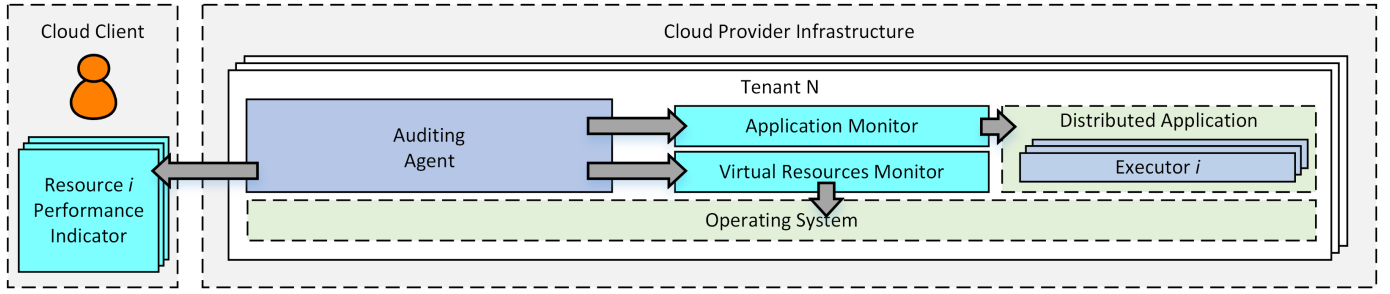 Cloud Client
Resource i
Performance
Indicator
Cloud Provider Infrastructure
Tenant N
Auditing
Agent
Application Monitor
Virtual Resources Monitor
Distributed Application
Executor i
Operating System